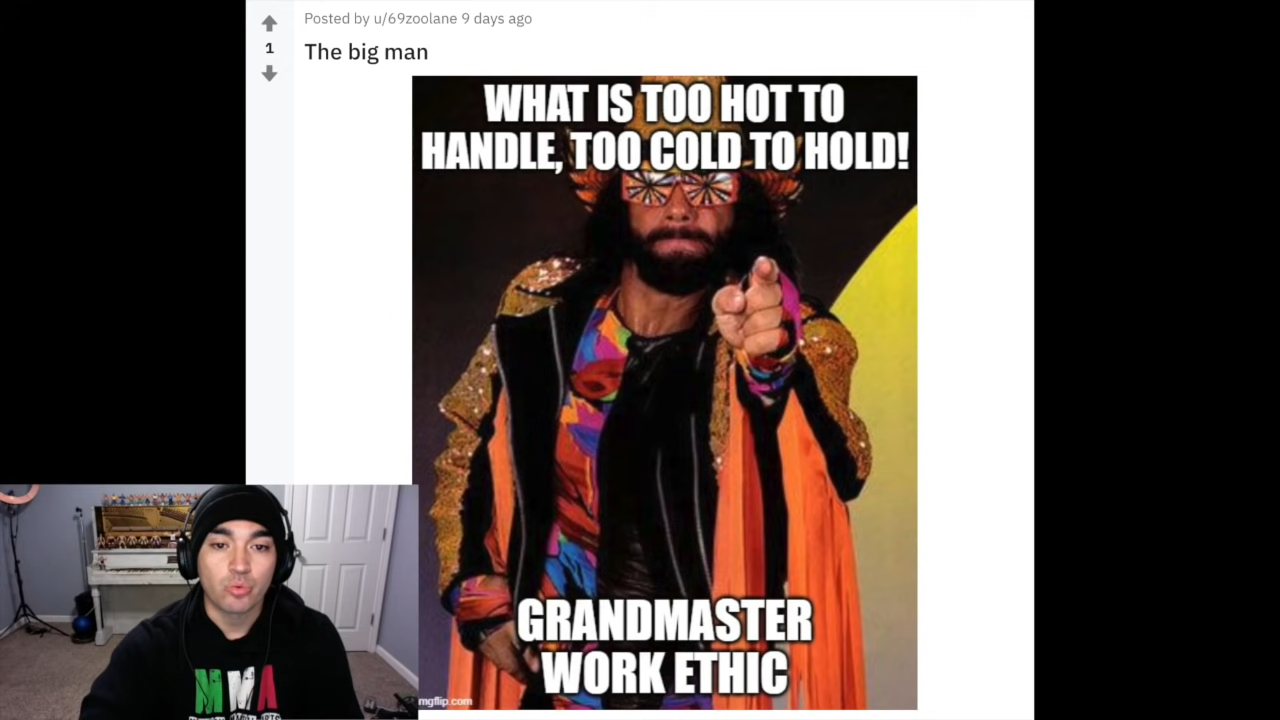 Posted by u/69zoolane 9 days ago
1
The big man
WHAT IS TOO HOT TO
HANDLE, TOO COLD TO HOLD!
GRANDMASTER
WORK ETHIC
mgflip.com
MMA